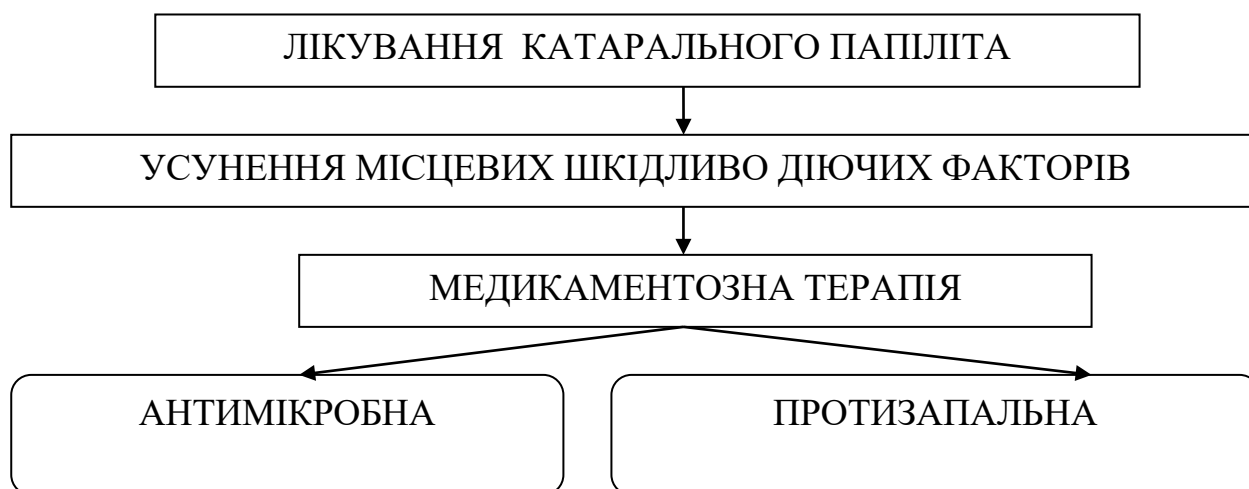 ЛІКУВАННЯ КАТАРАЛЬНОГО ПАПІЛІТА
УСУНЕННЯ МІСЦЕВИХ ШКІДЛИВО ДІЮЧИХ ФАКТОРІВ
МЕДИКАМЕНТОЗНА ТЕРАПІЯ
АНТИМІКРОБНА
ПРОТИЗАПАЛЬНА